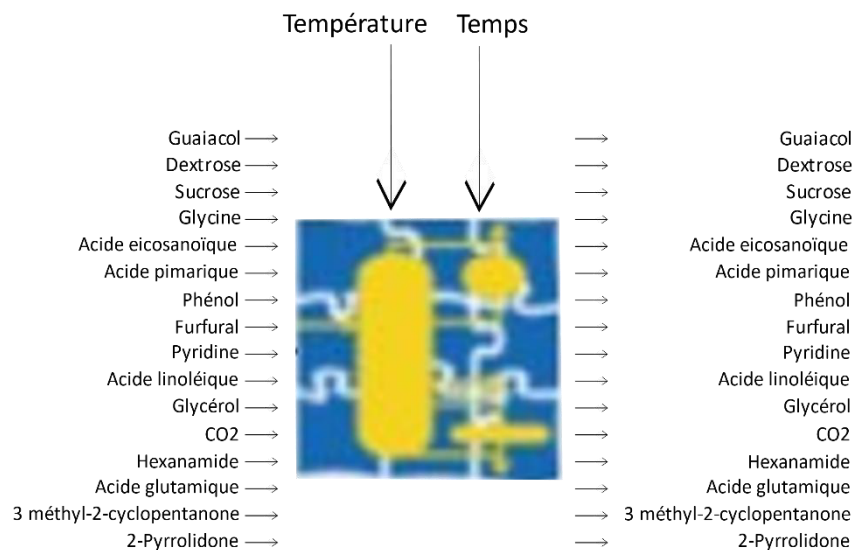 Température Temps
Guaiacol Guaiacol
Dextrose Dextrose
Sucrose Sucrose
Glycine Glycine
Acide eicosanoïque Acide eicosanoïque
Acide pimarique Acide pimarique
Phénol Phénol
Furfural Furfural
Pyridine Pyridine
Acide linoléique Acide linoléique
Glycérol Glycérol
CO2 CO2
Hexanamide Hexanamide
Acide glutamique Acide glutamique
3 méthyl-2-cyclopentanone 3 méthyl-2-cyclopentanone
2-Pyrrolidone 2-Pyrrolidone